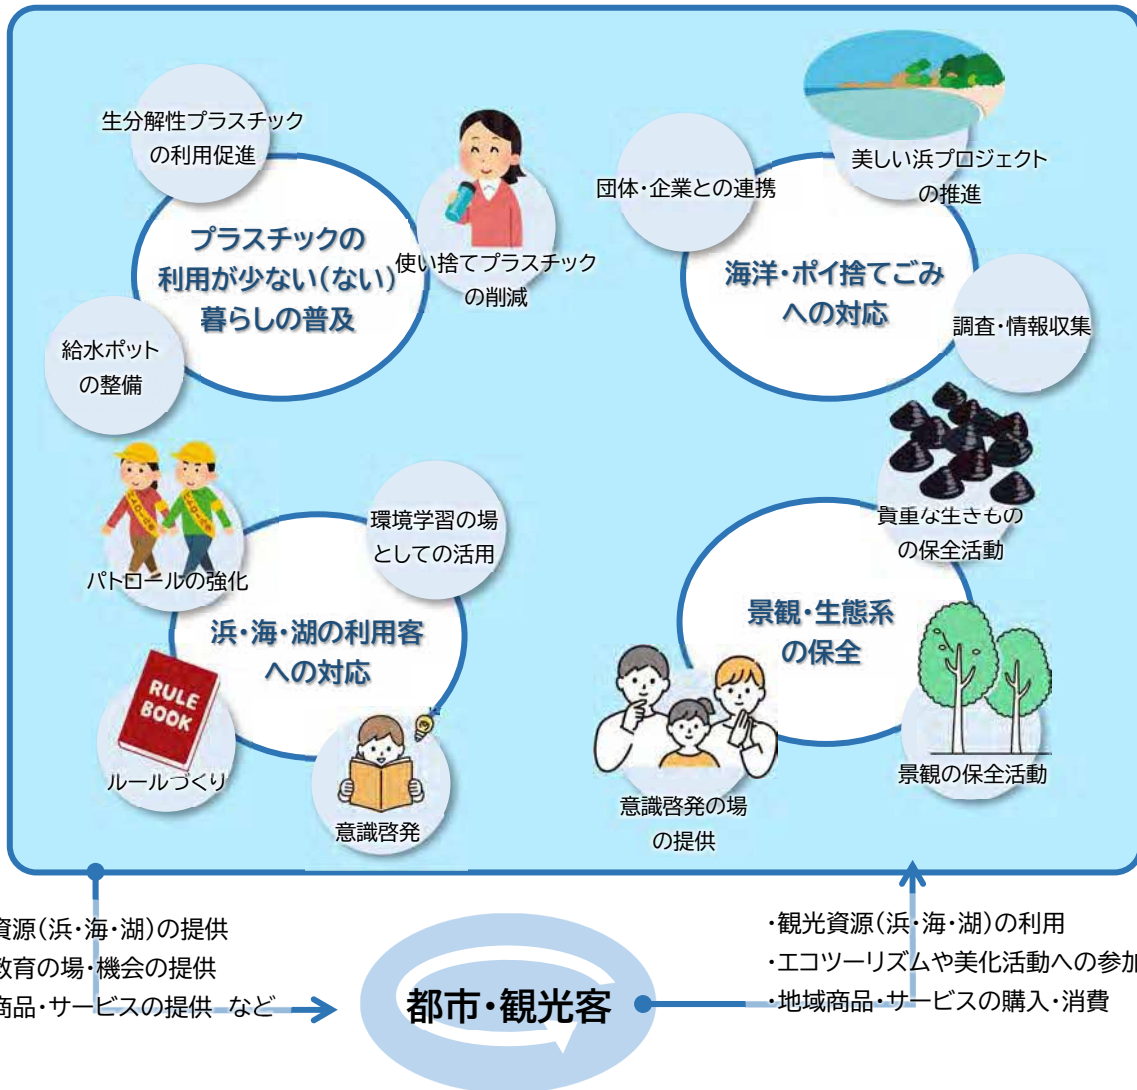 生分解性プラスチック
の利用促進
プラスチックの
利用が少ない(ない)
暮らしの普及
使い捨てプラスチック
の削減
給水ポット
の整備
団体・企業との連携
美しい浜プロジェクト
の推進
海洋・ポイ捨てごみ
への対応
調査・情報収集
パトロールの強化
環境学習の場
としての活用
浜・海・湖の利用客
への対応
RULE
BOOK
ルールづくり
意識啓発
貴重な生きもの
の保全活動
景観・生態系
の保全
意識啓発の場
の提供
景観の保全活動
資源(浜・海・湖)の提供
教育の場・機会の提供
商品・サービスの提供 など
都市・観光客
・観光資源(浜・海・湖)の利用
・エコツーリズムや美化活動への参加
・地域商品・サービスの購入・消費